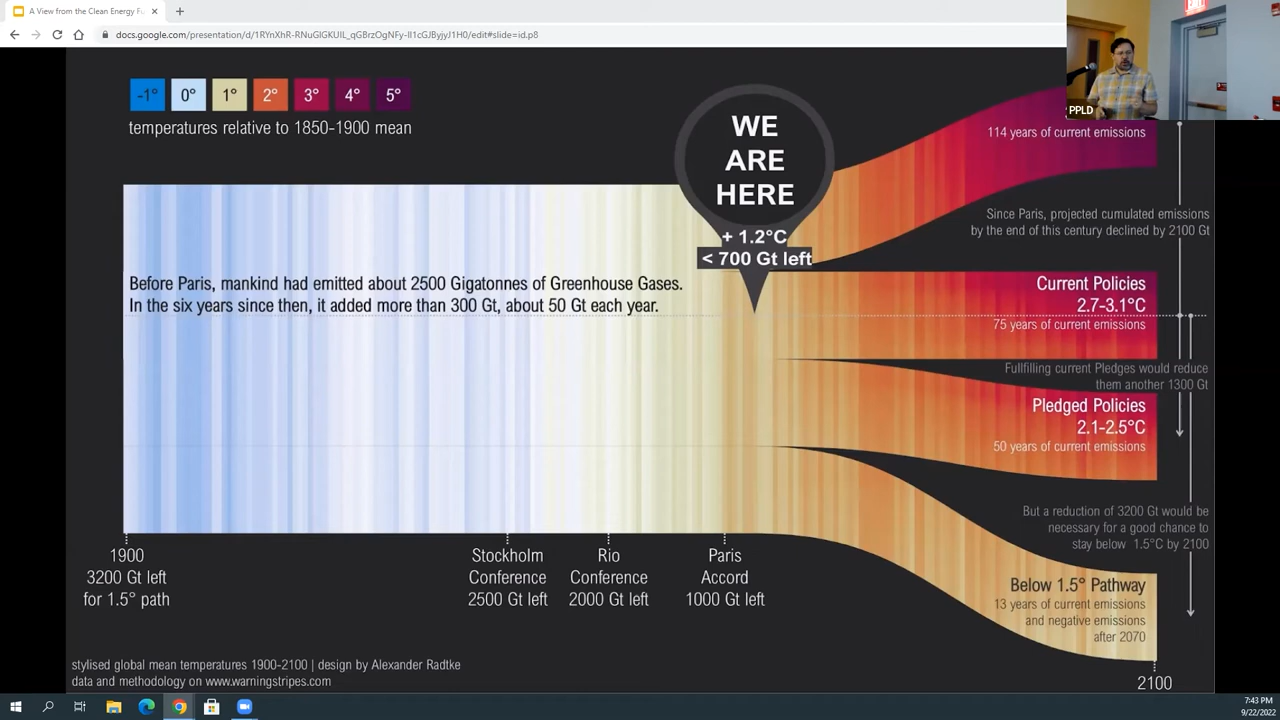 A View from the Clean Energy Fu
docs.google.com/presentation/d/1RYnXhR-RNuGlGKUIL_qGBrzOgNFy-II1cGJByjyJ1H0/edit#slide=id.p8
EXIT
PPLD
-1° 0° 1° 2° 3° 4° 5°
temperatures relative to 1850-1900 mean
WE
ARE
HERE
+ 1.2°C
< 700 Gt left
114 years of current emissions
Since Paris, projected cumulated emissions
by the end of this century declined by 2100 Gt
Before Paris, mankind had emitted about 2500 Gigatonnes of Greenhouse Gases.
In the six years since then, it added more than 300 Gt, about 50 Gt each year.
Current Policies
2.7-3.1°C
75 years of current emissions
Fullfilling current Pledges would reduce
them another 1300 Gt
Pledged Policies
2.1-2.5°C
50 years of current emissions
But a reduction of 3200 Gt would be
necessary for a good chance to
stay below 1.5°C by 2100
Below 1.5° Pathway
13 years of current emissions
and negative emissions
after 2070
1900
3200 Gt left
for 1.5° path
Stockholm
Conference
2500 Gt left
Rio
Conference
2000 Gt left
Paris
Accord
1000 Gt left
2100
stylised global mean temperatures 1900-2100 | design by Alexander Radtke
data and methodology on www.warningstripes.com
7:43 PM
9/22/2022